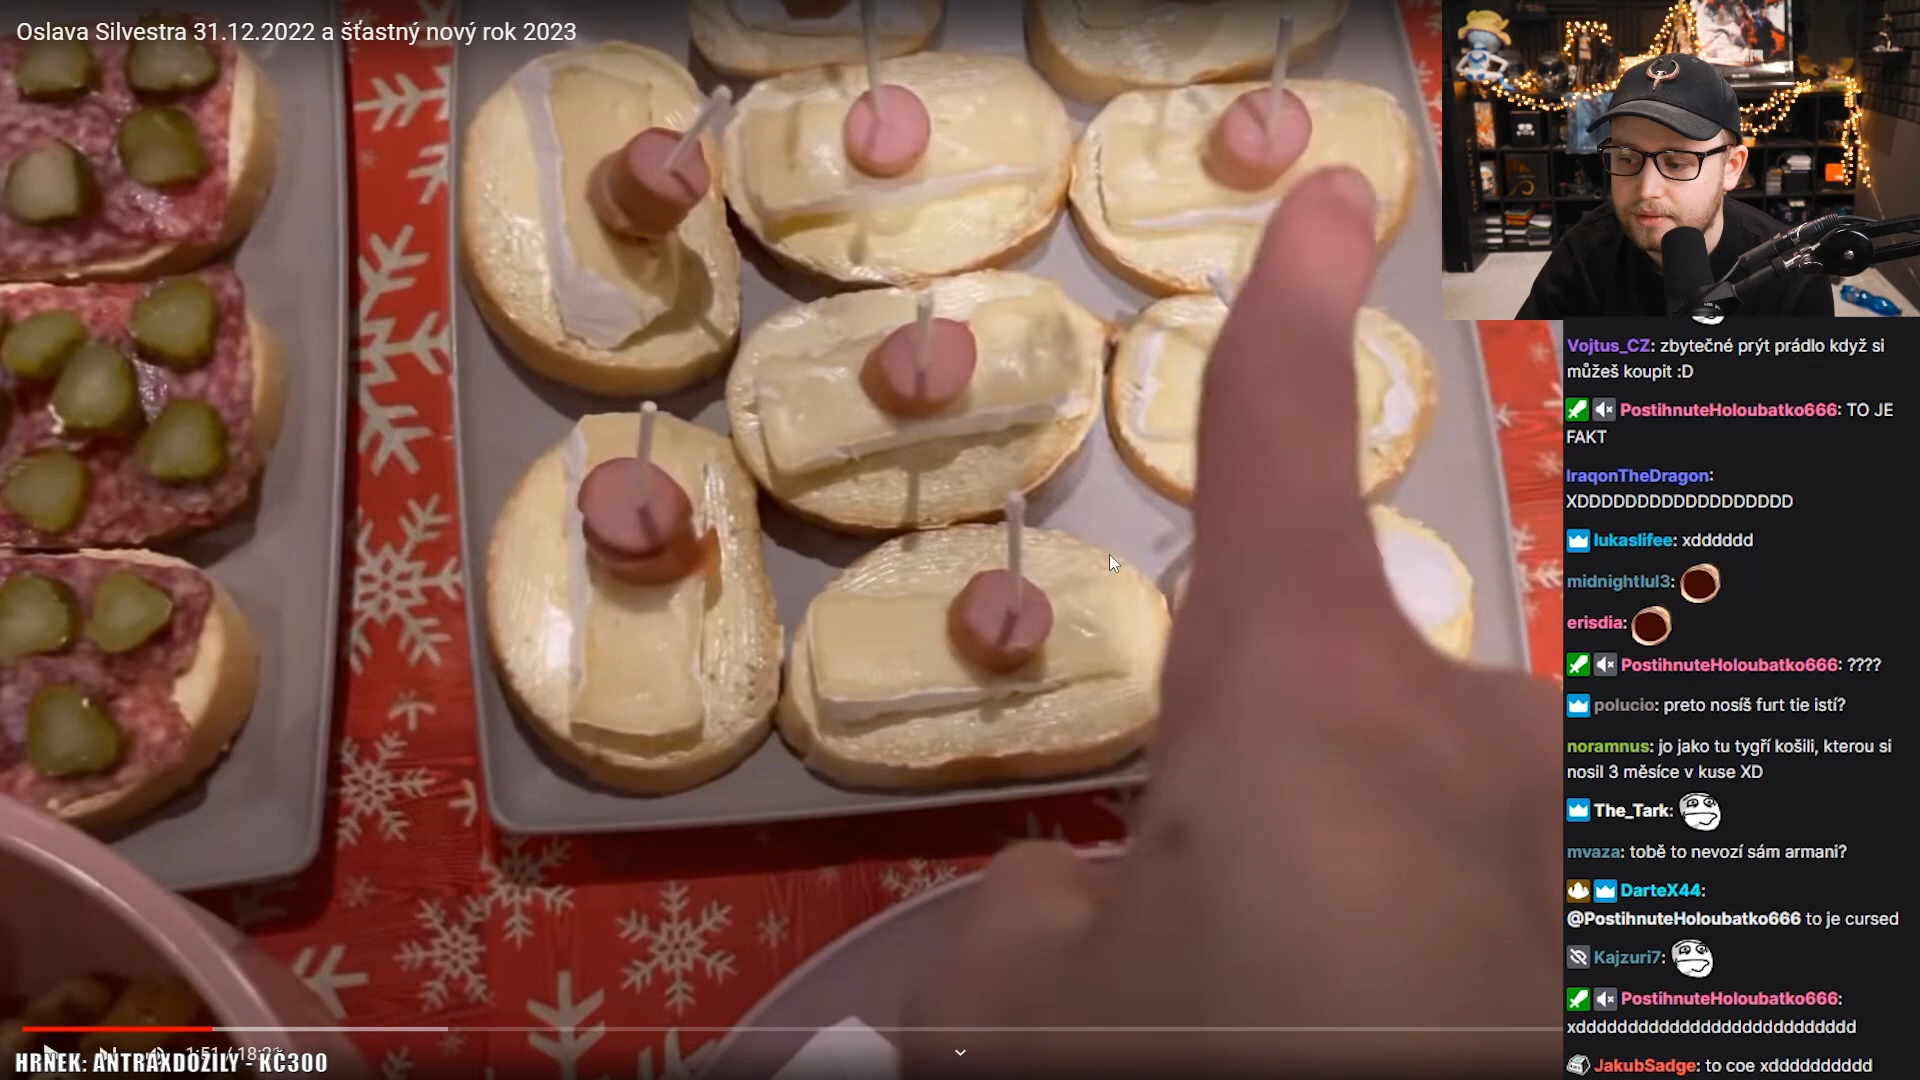 Oslava Silvestra 31.12.2022 a šťastný nový rok 2023
Vojtus_CZ: zbytečné prýt prádlo když si
můžeš koupit :D
PostihnuteHoloubatko666: TO JE
FAKT
IraqonTheDragon:
XDDDDDDDDDDDDDDDDDD
lukaslifee: xdddddd
midnightlul3:
erisdia:
PostihnuteHoloubatko666: ????
polucio: preto nosíš furt tie istí?
noramnus: jo jako tu tygří košili, kterou si
nosil 3 měsíce v kuse XD
The_Tark:
mvaza: tobě to nevozí sám armani?
DarteX44:
@PostihnuteHoloubatko666 to je cursed
Kajzuri7:
PostihnuteHoloubatko666:
xddddddddddddddddddddddddddd
JakubSadge: to coe xdddddddddd
HRNEK: ANTRAXDOZILY - KČ300